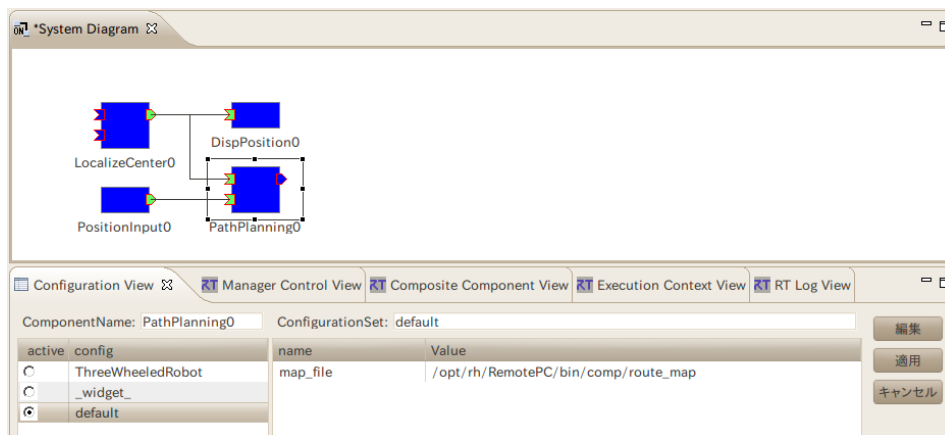 ON *System Diagram
LocalizeCenter0
DispPosition0
PositionInput0
PathPlanning0
Configuration View RT Manager Control View RT Composite Component View RT Execution Context View RT RT Log View
ComponentName: PathPlanning0 ConfigurationSet: default
編集
active config name Value
適用
ThreeWheeledRobot map_file /opt/rh/RemotePC/bin/comp/route_map
_widget_
キャンセル
default